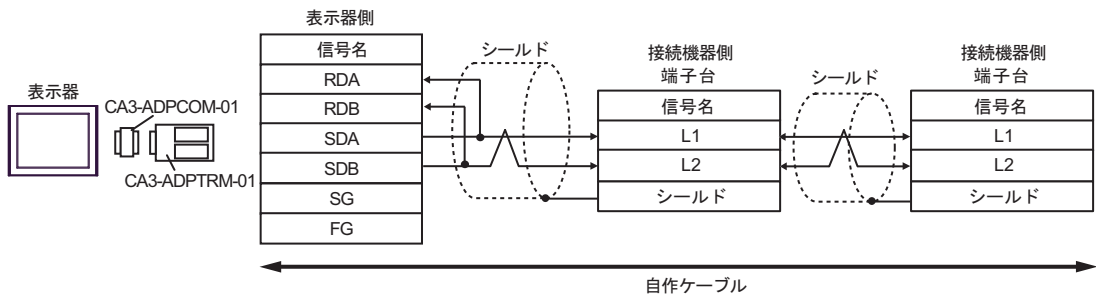 表示器
CA3-ADPCOM-01
CA3-ADPTRM-01
表示器側
信号名
RDA
RDB
SDA
SDB
SG
FG
シールド
接続機器側
端子台
信号名
L1
L2
シールド
シールド
接続機器側
端子台
信号名
L1
L2
シールド
自作ケーブル